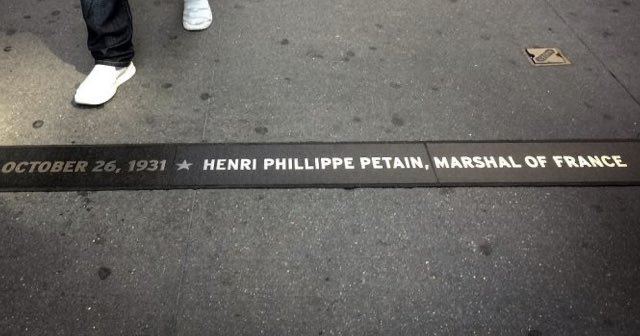 OCTOBER 26, 1931 ★ HENRI PHILLIPPE PETAIN, MARSHAL OF FRANCE